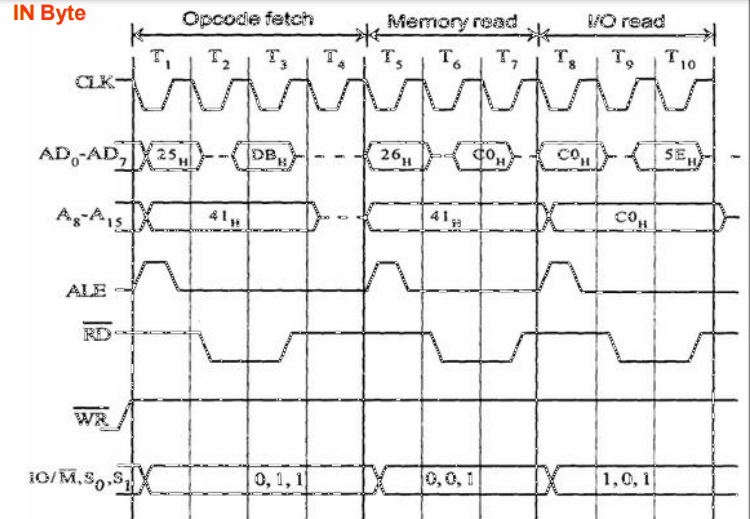 IN Byte
Opcode fetch Memory read I/O read
T1 T2 T3 T4 T5 T6 T7 T8 T9 T10
CLK
AD0-AD7 25H DBH 26H C0H C0H 5EH
A8-A15 41H 41H C0H
ALE
R̅D̅
W̅R̅
IO/M̅,S0,S1 0,1,1 0,0,1 1,0,1